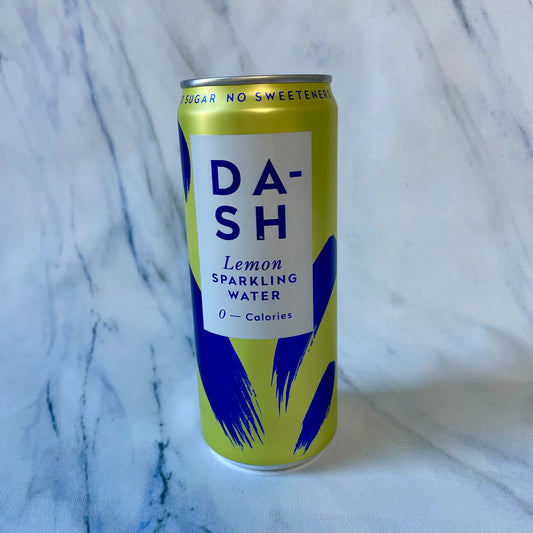 SUGAR NO SWEETENERS
DA-
SH
Lemon
SPARKLING
WATER
0 — Calories